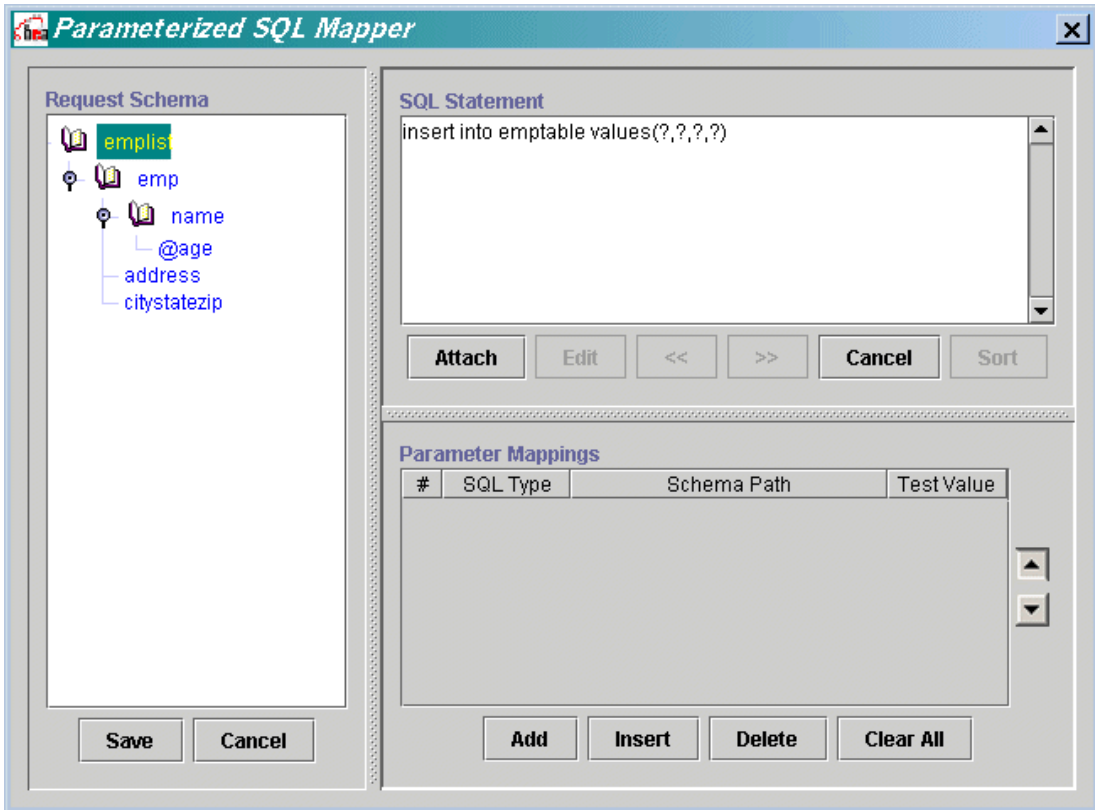 Parameterized SQL Mapper
Request Schema
emplist
emp
name
@age
address
citystatezip
Save
Cancel
SQL Statement
insert into emptable values(?,?,?,?)
Attach
Edit
<<
>>
Cancel
Sort
Parameter Mappings
# SQL Type Schema Path Test Value
Add
Insert
Delete
Clear All